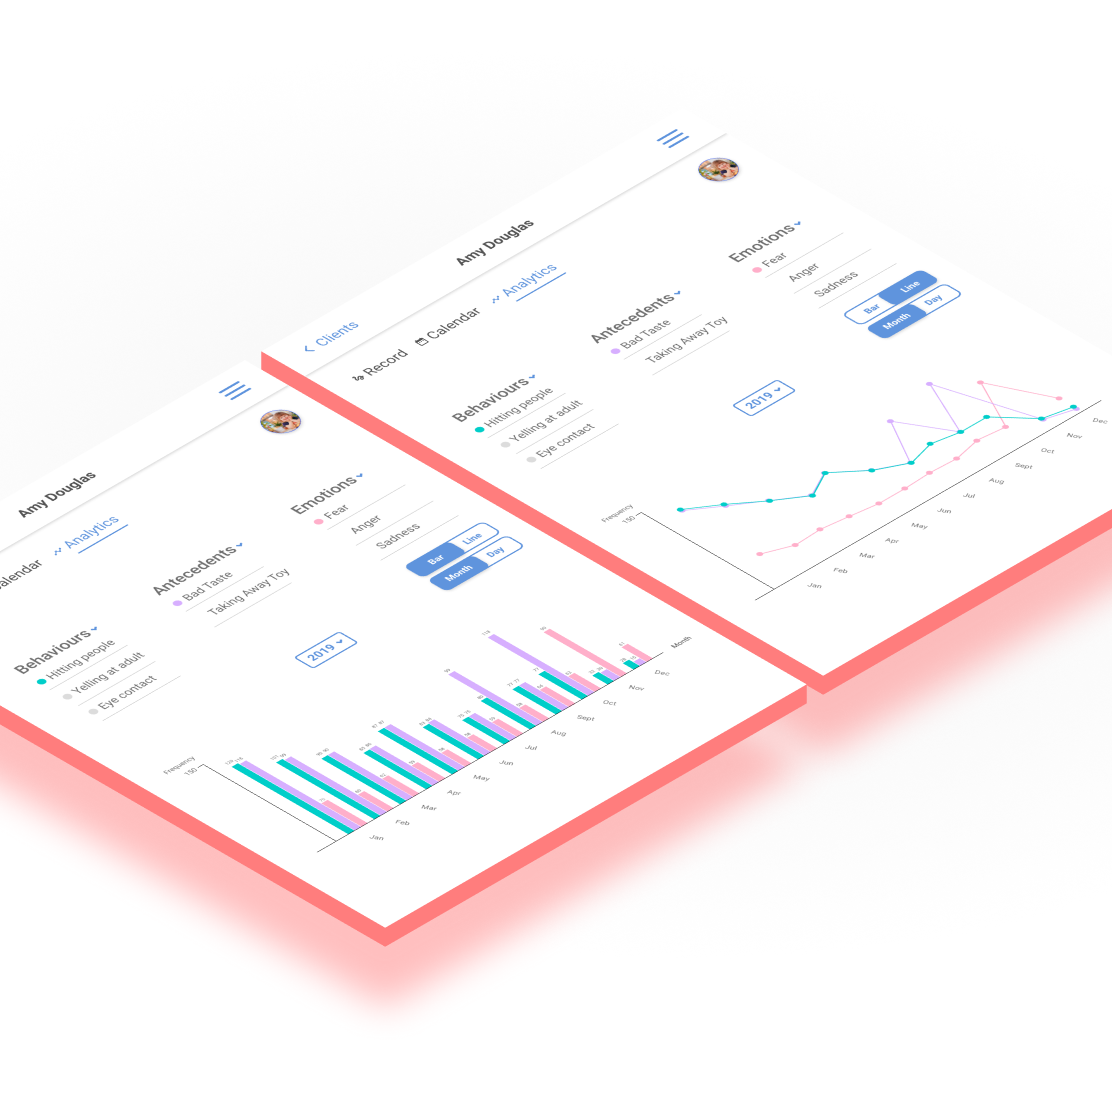 Amy Douglas
Clients
Record
Calendar
Analytics
Behaviours
Hitting people
Yelling at adult
Eye contact
Antecedents
Bad Taste
Taking Away Toy
Emotions
Fear
Anger
Sadness
Bar
Line
Month
Day
2019
Frequency
150
Jan
Feb
Mar
Apr
May
Jun
Jul
Aug
Sept
Oct
Nov
Dec
Amy Douglas
Analytics
Behaviours
Hitting people
Yelling at adult
Eye contact
Antecedents
Bad Taste
Taking Away Toy
Emotions
Fear
Anger
Sadness
Bar
Line
Month
Day
2019
Frequency
150
Jan
Feb
Mar
Apr
May
Jun
Jul
Aug
Sept
Oct
Nov
Dec
Month